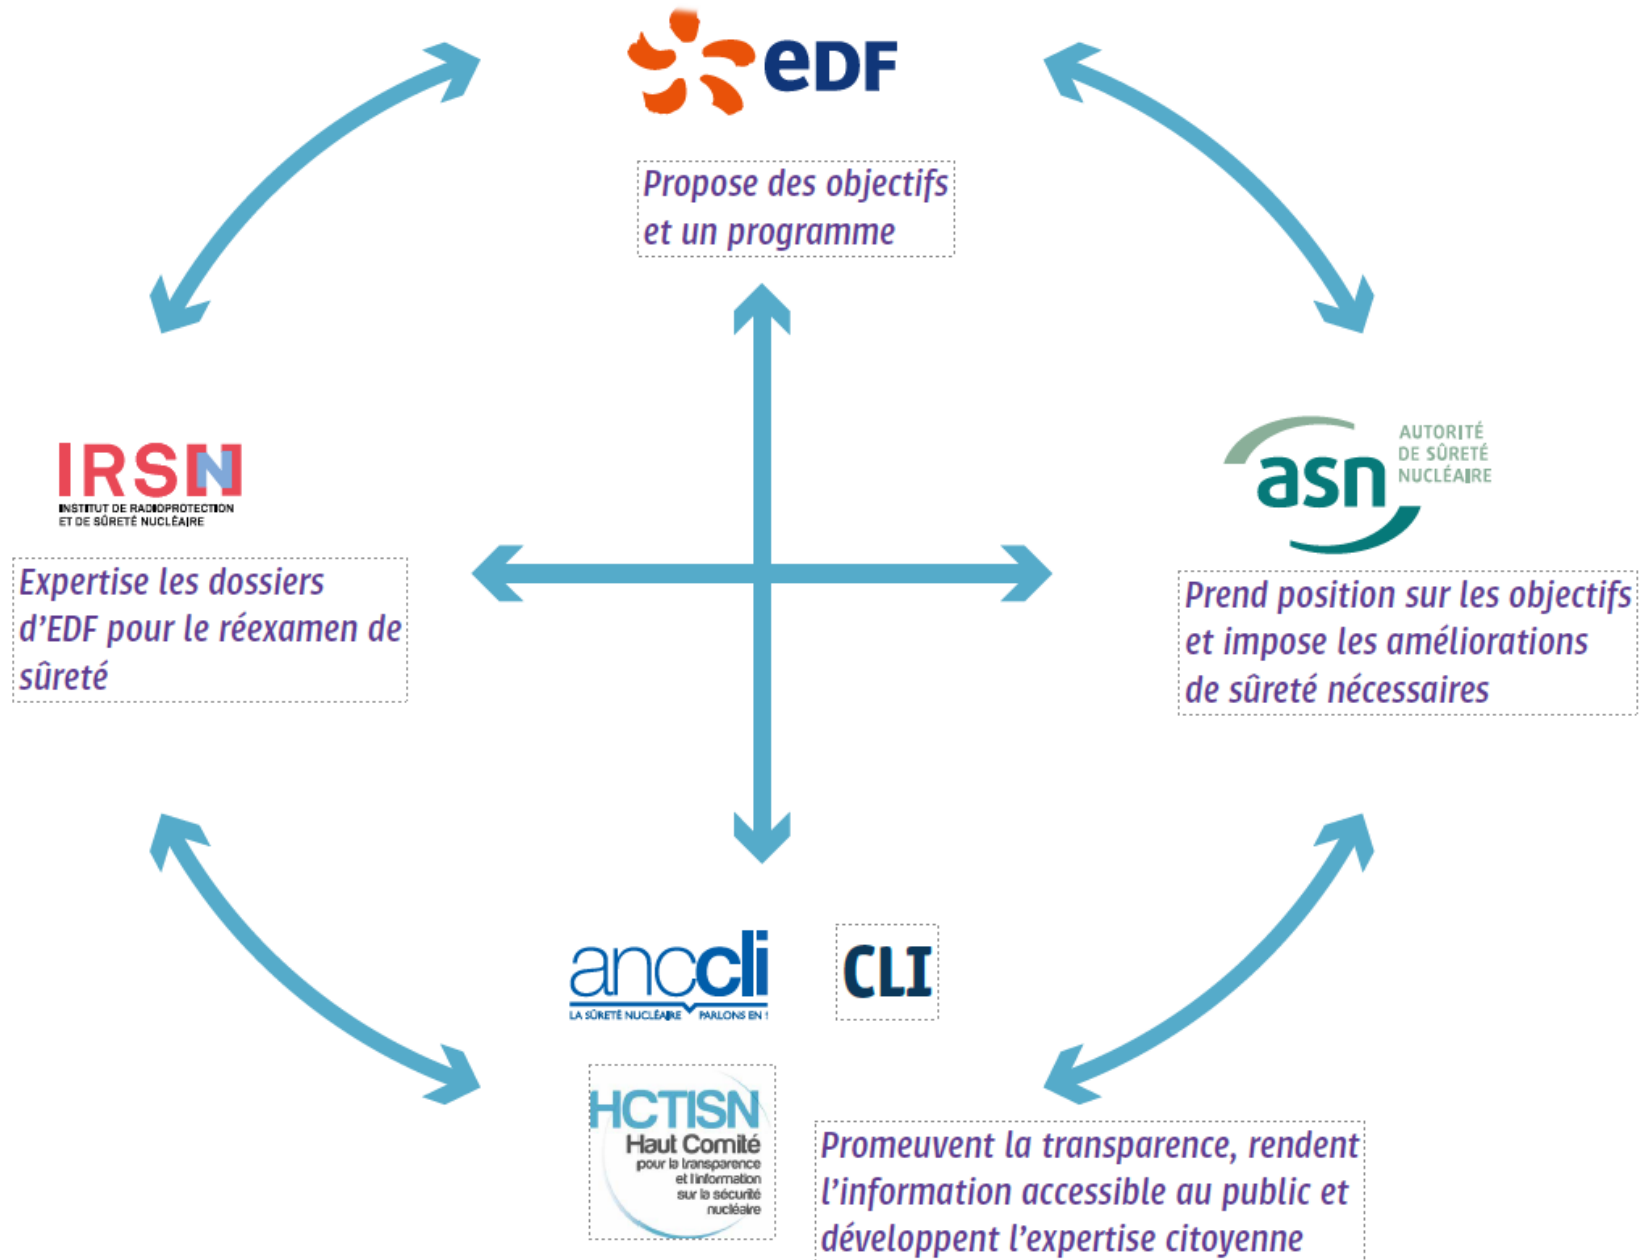 eDF
Propose des objectifs
et un programme
IRSN
INSTITUT DE RADIOPROTECTION
ET DE SÛRETÉ NUCLÉAIRE
Expertise les dossiers
d'EDF pour le réexamen de
sûreté
asn
AUTORITÉ
DE SÛRETÉ
NUCLÉAIRE
Prend position sur les objectifs
et impose les améliorations
de sûreté nécessaires
anccli
LA SÛRETÉ NUCLÉAIRE PARLONS EN !
CLI
HCTISN
Haut Comité
pour la transparence
et l'information
sur la sécurité
nucléaire
Promeuvent la transparence, rendent
l'information accessible au public et
développent l'expertise citoyenne